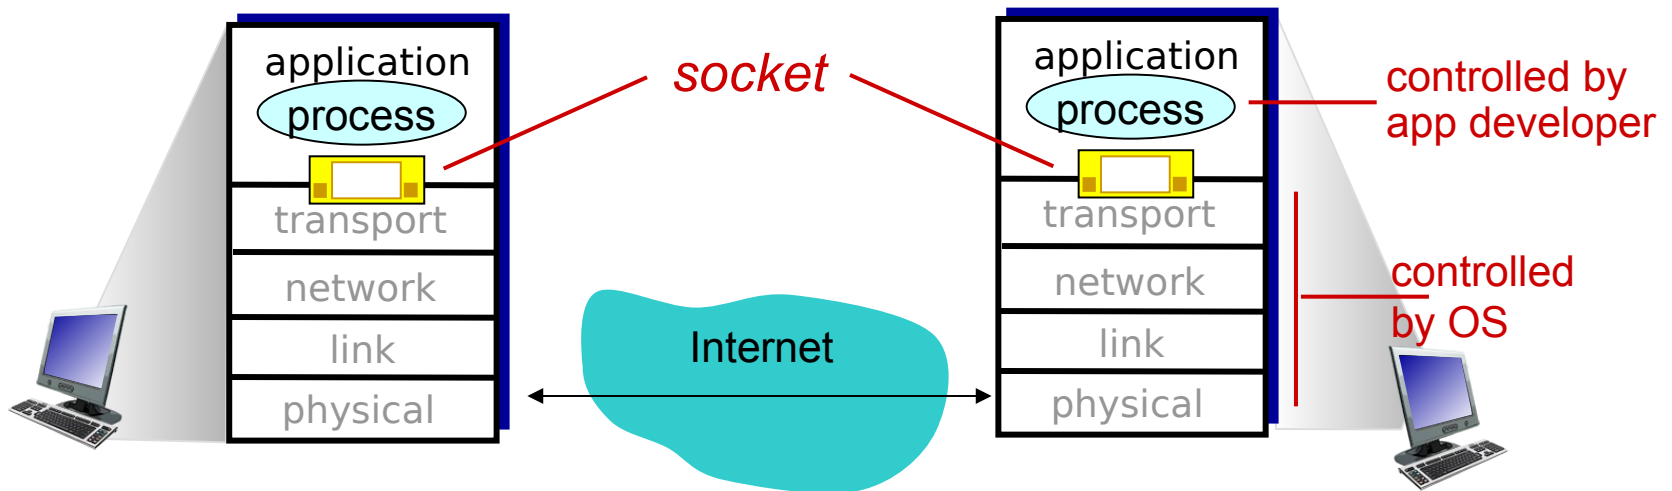 application
process
transport
network
link
physical
socket
Internet
application
process
transport
network
link
physical
controlled by
app developer
controlled
by OS